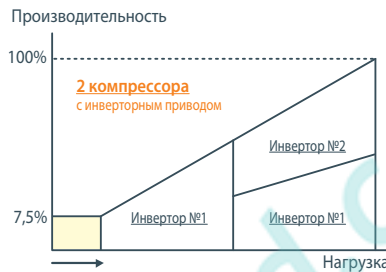 Производительность
100%
2 компрессора
с инверторным приводом
Инвертор №2
7,5%
Инвертор №1
Инвертор №1
Нагрузка